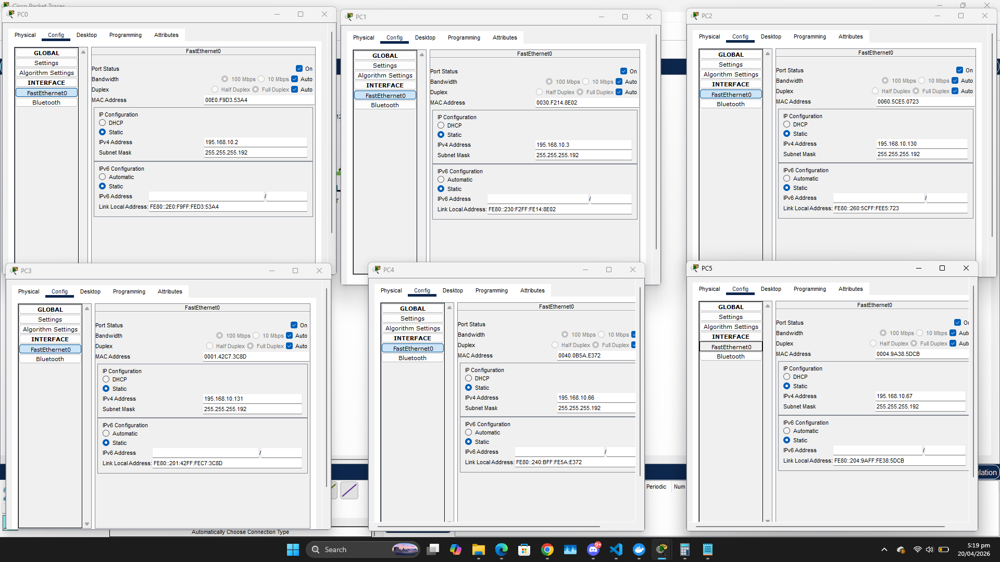 Cisco Packet Tracer
PC0
Physical Config Desktop Programming Attributes
GLOBAL
Settings
Algorithm Settings
INTERFACE
FastEthernet0
Bluetooth
FastEthernet0
Port Status On
Bandwidth 100 Mbps 10 Mbps Auto
Duplex Half Duplex Full Duplex Auto
MAC Address 00E0.F9D3.53A4
IP Configuration
DHCP
Static
IPv4 Address 195.168.10.2
Subnet Mask 255.255.255.192
IPv6 Configuration
Automatic
Static
IPv6 Address /
Link Local Address: FE80::2E0:F9FF:FED3:53A4
PC1
Physical Config Desktop Programming Attributes
GLOBAL
Settings
Algorithm Settings
INTERFACE
FastEthernet0
Bluetooth
FastEthernet0
Port Status On
Bandwidth 100 Mbps 10 Mbps Auto
Duplex Half Duplex Full Duplex Auto
MAC Address 0030.F214.8E02
IP Configuration
DHCP
Static
IPv4 Address 195.168.10.3
Subnet Mask 255.255.255.192
IPv6 Configuration
Automatic
Static
IPv6 Address /
Link Local Address: FE80::230:F2FF:FE14:8E02
PC2
Physical Config Desktop Programming Attributes
GLOBAL
Settings
Algorithm Settings
INTERFACE
FastEthernet0
Bluetooth
FastEthernet0
Port Status On
Bandwidth 100 Mbps 10 Mbps Auto
Duplex Half Duplex Full Duplex Auto
MAC Address 0060.5CE5.0723
IP Configuration
DHCP
Static
IPv4 Address 195.168.10.130
Subnet Mask 255.255.255.192
IPv6 Configuration
Automatic
Static
IPv6 Address /
Link Local Address: FE80::260:5CFF:FEE5:723
PC3
Physical Config Desktop Programming Attributes
GLOBAL
Settings
Algorithm Settings
INTERFACE
FastEthernet0
Bluetooth
FastEthernet0
Port Status On
Bandwidth 100 Mbps 10 Mbps Auto
Duplex Half Duplex Full Duplex Auto
MAC Address 0001.42C7.3C8D
IP Configuration
DHCP
Static
IPv4 Address 195.168.10.131
Subnet Mask 255.255.255.192
IPv6 Configuration
Automatic
Static
IPv6 Address /
Link Local Address: FE80::201:42FF:FEC7:3C8D
PC4
Physical Config Desktop Programming Attributes
GLOBAL
Settings
Algorithm Settings
INTERFACE
FastEthernet0
Bluetooth
FastEthernet0
Port Status
Bandwidth 100 Mbps 10 Mbps
Duplex Half Duplex Full Duplex
MAC Address 0040.0B5A.E372
IP Configuration
DHCP
Static
IPv4 Address 195.168.10.66
Subnet Mask 255.255.255.192
IPv6 Configuration
Automatic
Static
IPv6 Address /
Link Local Address: FE80::240:BFF:FE5A:E372
PC5
Physical Config Desktop Programming Attributes
GLOBAL
Settings
Algorithm Settings
INTERFACE
FastEthernet0
Bluetooth
FastEthernet0
Port Status
Bandwidth 100 Mbps 10 Mbps
Duplex Half Duplex Full Duplex
MAC Address 0004.9A38.5DCB
IP Configuration
DHCP
Static
IPv4 Address 195.168.10.67
Subnet Mask 255.255.255.192
IPv6 Configuration
Automatic
Static
IPv6 Address /
Link Local Address: FE80::204:9AFF:FE38:5DCB
Periodic Num
lation
Automatically Choose Connection Type
Search
9+
5:19 pm
20/04/2026